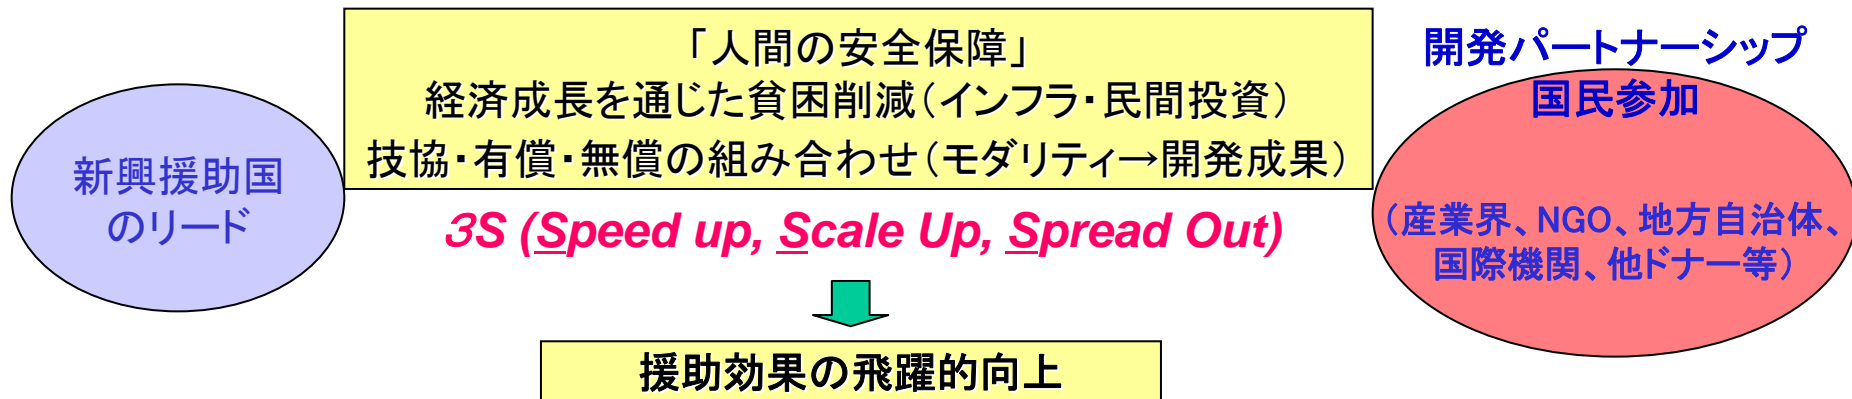 新興援助国
のリード
「人間の安全保障」
経済成長を通じた貧困削減(インフラ・民間投資)
技協・有償・無償の組み合わせ(モダリティ→開発成果)
3S (Speed up, Scale Up, Spread Out)
援助効果の飛躍的向上
開発パートナーシップ
国民参加
(産業界、NGO、地方自治体、
国際機関、他ドナー等)